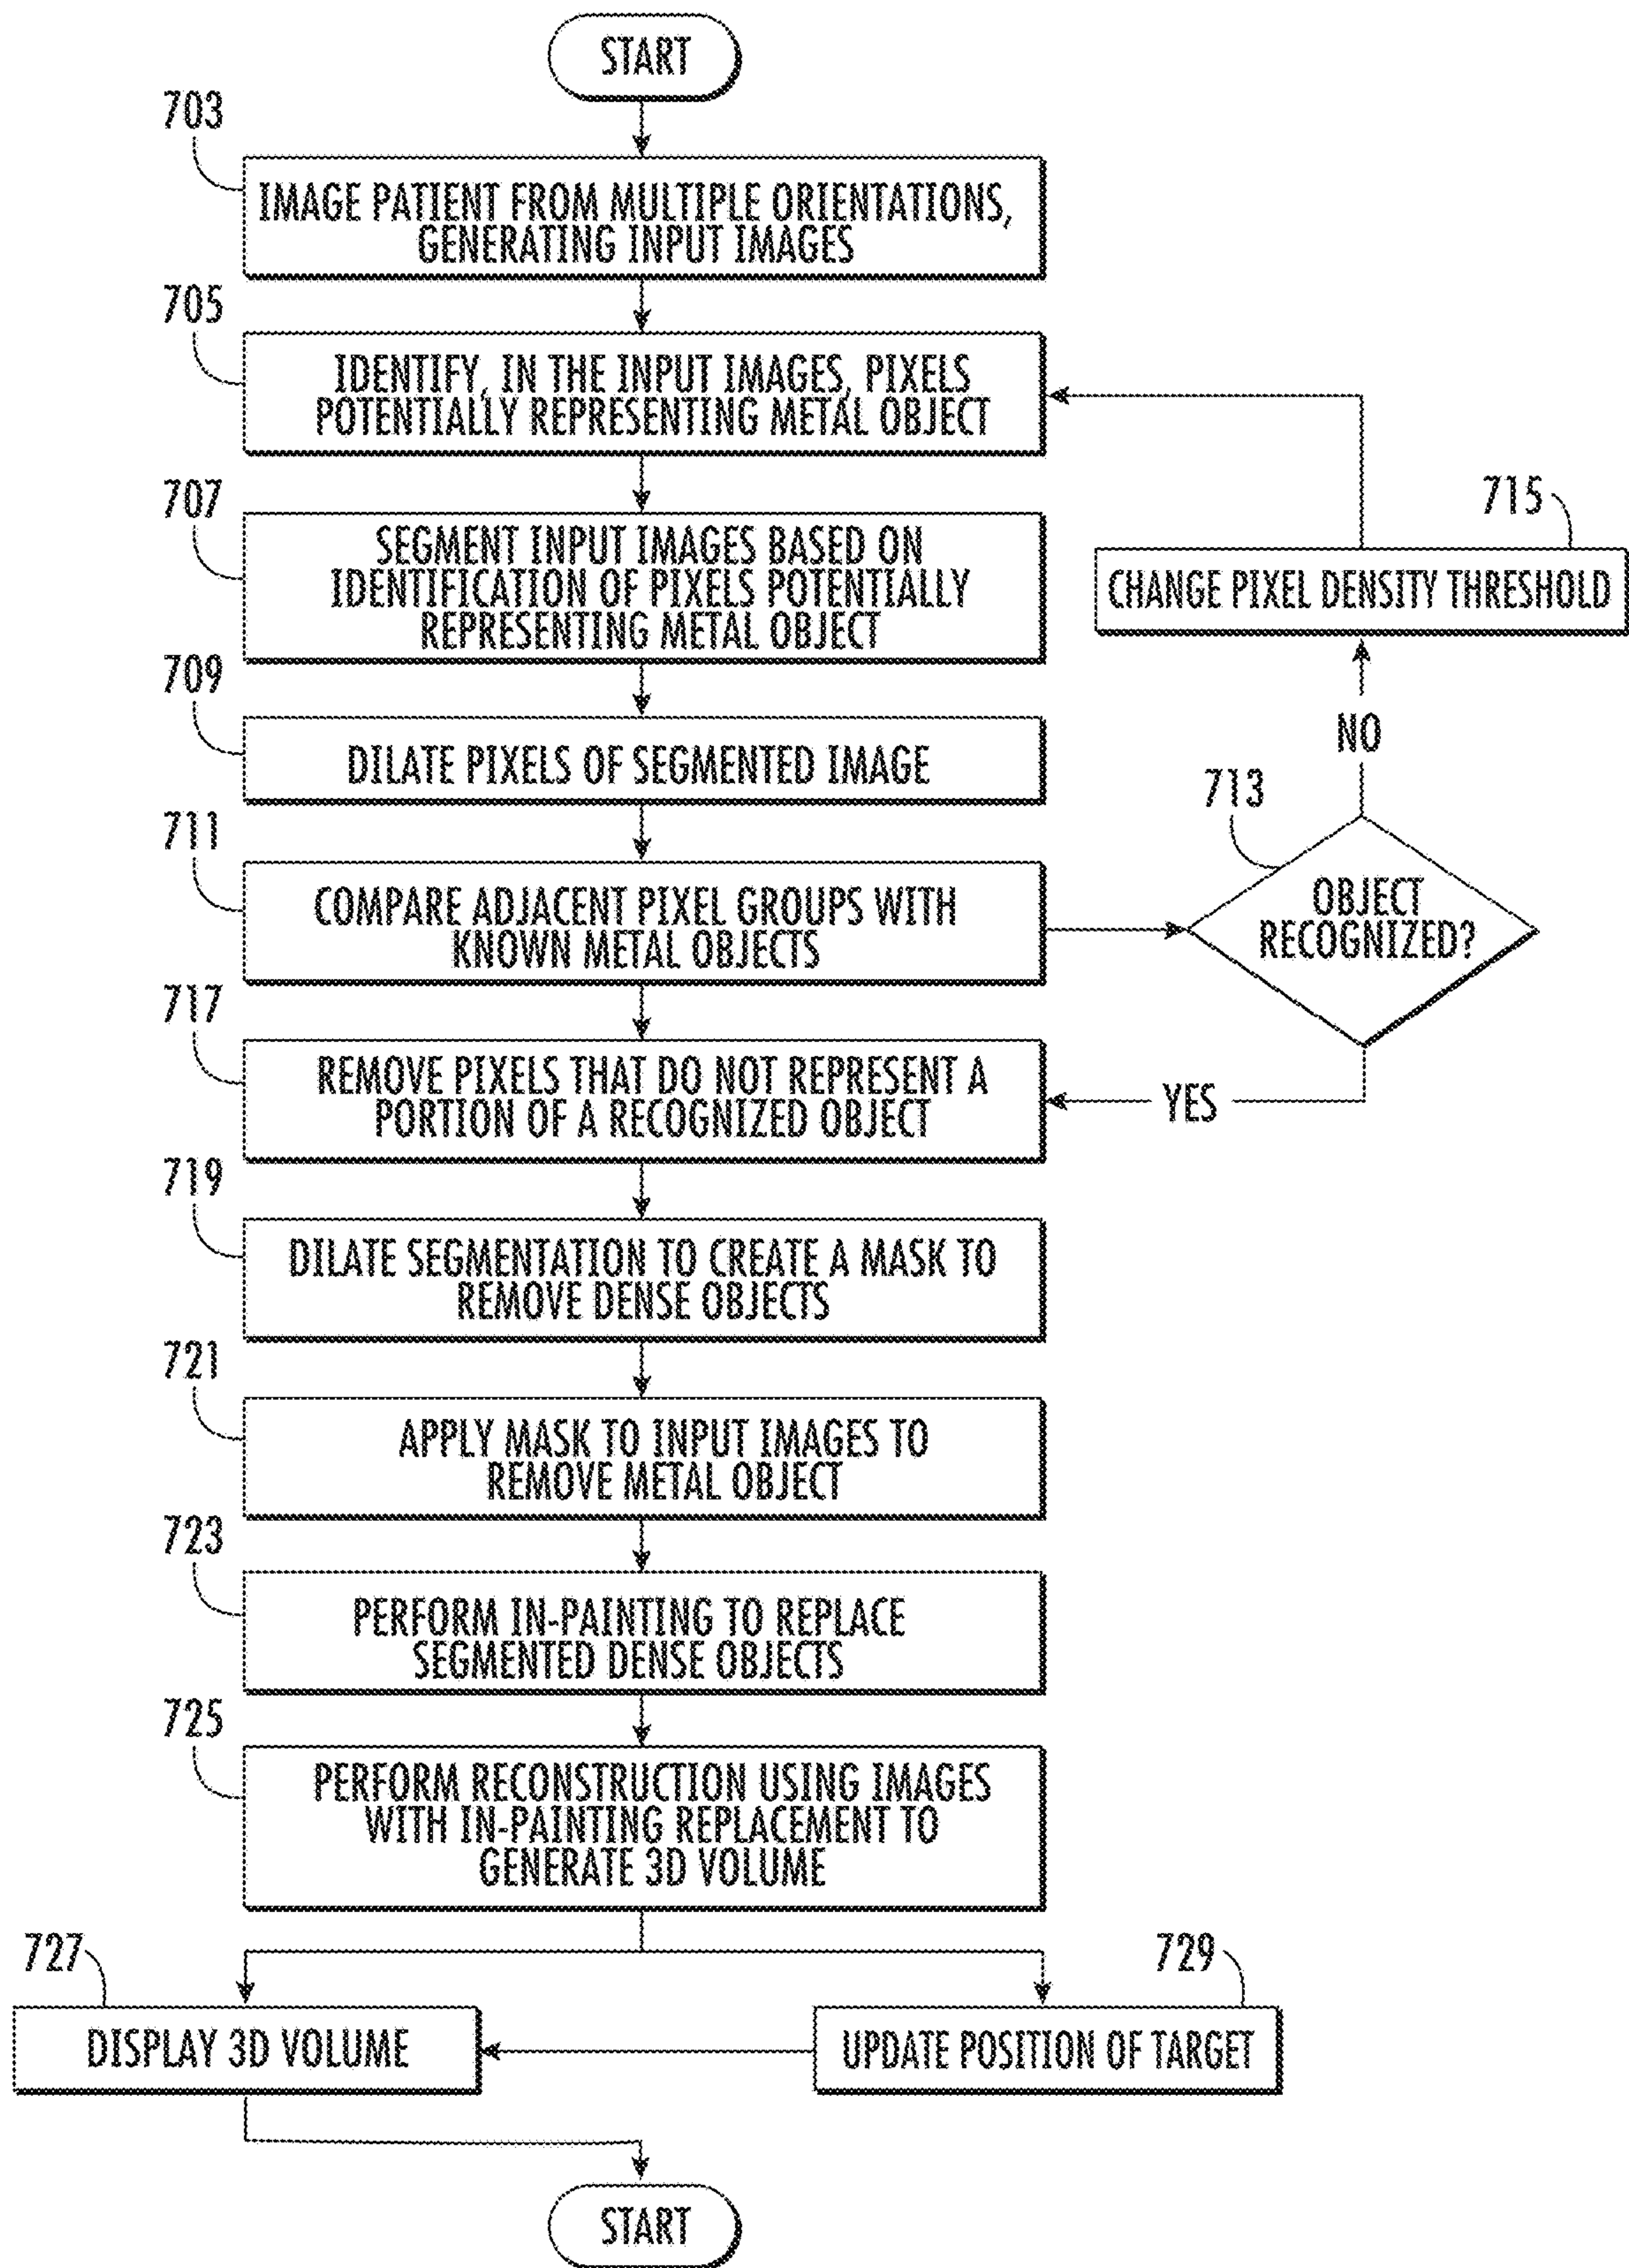 START
703
IMAGE PATIENT FROM MULTIPLE ORIENTATIONS,
GENERATING INPUT IMAGES
705
IDENTIFY, IN THE INPUT IMAGES, PIXELS
POTENTIALLY REPRESENTING METAL OBJECT
707
SEGMENT INPUT IMAGES BASED ON
IDENTIFICATION OF PIXELS POTENTIALLY
REPRESENTING METAL OBJECT
715
CHANGE PIXEL DENSITY THRESHOLD
709
DILATE PIXELS OF SEGMENTED IMAGE
NO
711
COMPARE ADJACENT PIXEL GROUPS WITH
KNOWN METAL OBJECTS
713
OBJECT
RECOGNIZED?
717
REMOVE PIXELS THAT DO NOT REPRESENT A
PORTION OF A RECOGNIZED OBJECT
YES
719
DILATE SEGMENTATION TO CREATE A MASK TO
REMOVE DENSE OBJECTS
721
APPLY MASK TO INPUT IMAGES TO
REMOVE METAL OBJECT
723
PERFORM IN-PAINTING TO REPLACE
SEGMENTED DENSE OBJECTS
725
PERFORM RECONSTRUCTION USING IMAGES
WITH IN-PAINTING REPLACEMENT TO
GENERATE 3D VOLUME
727
DISPLAY 3D VOLUME
729
UPDATE POSITION OF TARGET
START